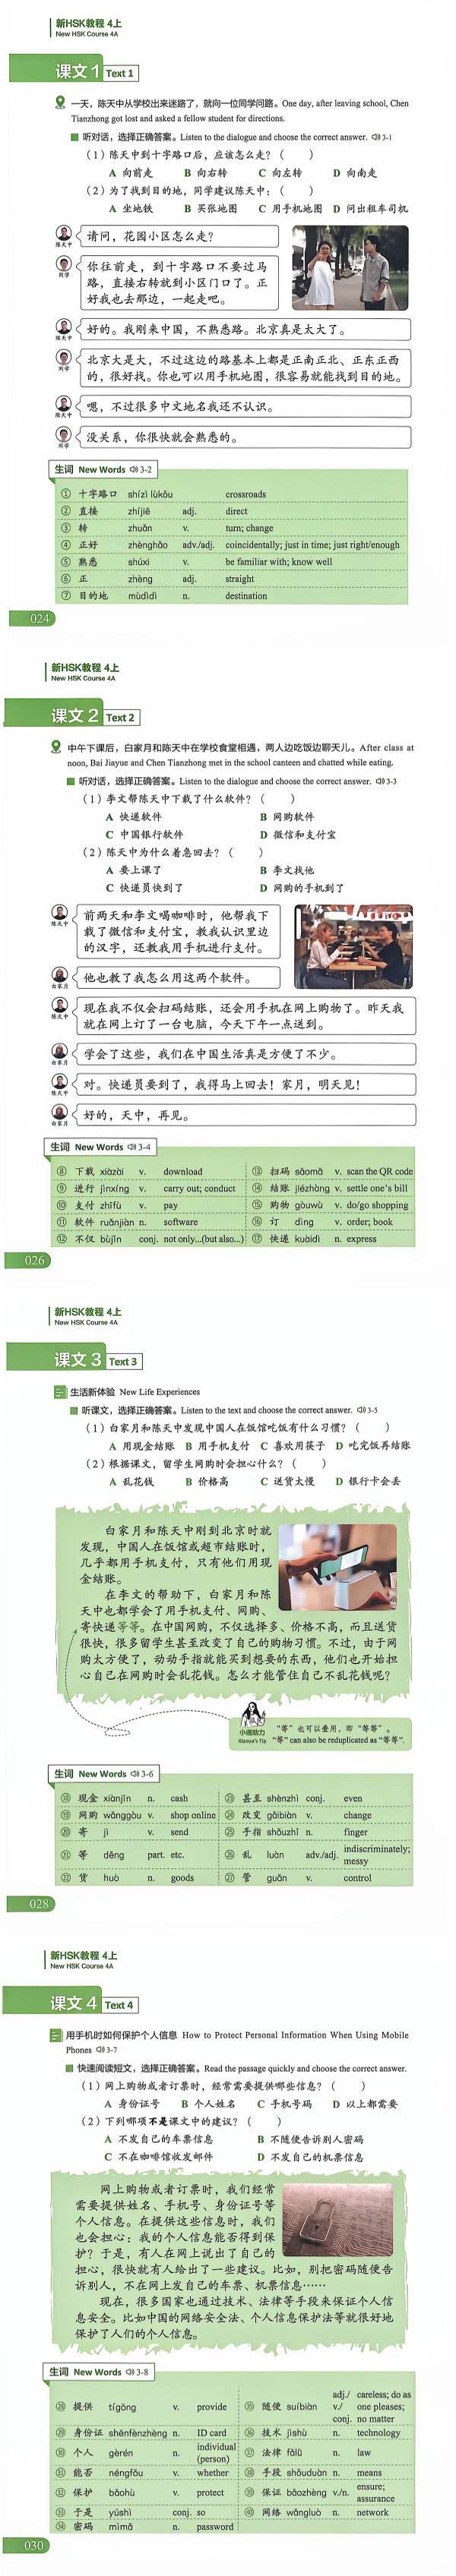 新HSK教程 4上
New HSK Course 4A
课文1 Text 1
一天，陈天中从学校出来迷路了，就向一位同学问路。One day, after leaving school, Chen
Tianzhong got lost and asked a fellow student for directions.
听对话，选择正确答案。Listen to the dialogue and choose the correct answer. 3-1
（1）陈天中到十字路口后，应该怎么走？（ ）
A 向前走 B 向右转 C 向左转 D 向南走
（2）为了找到目的地，同学建议陈天中：（ ）
A 坐地铁 B 买张地图 C 用手机地图 D 问出租车司机
陈天中
请问，花园小区怎么走？
同学
你往前走，到十字路口不要过马
路，直接右转就到小区门口了。正
好我也去那边，一起走吧。
陈天中
好的。我刚来中国，不熟悉路。北京真是太大了。
同学
北京大是大，不过这边的路基本上都是正南正北、正东正西
的，很好找。你也可以用手机地图，很容易就能找到目的地。
陈天中
嗯，不过很多中文地名我还不认识。
同学
没关系，你很快就会熟悉的。
生词 New Words 3-2
① 十字路口 shízì lùkǒu crossroads
② 直接 zhíjiē adj. direct
③ 转 zhuǎn v. turn; change
④ 正好 zhènghǎo adv./adj. coincidentally; just in time; just right/enough
⑤ 熟悉 shúxi v. be familiar with; know well
⑥ 正 zhèng adj. straight
⑦ 目的地 mùdìdì n. destination
024
新HSK教程 4上
New HSK Course 4A
课文2 Text 2
中午下课后，白家月和陈天中在学校食堂相遇，两人边吃饭边聊天儿。After class at
noon, Bai Jiayue and Chen Tianzhong met in the school canteen and chatted while eating.
听对话，选择正确答案。Listen to the dialogue and choose the correct answer. 3-3
（1）李文帮陈天中下载了什么软件？（ ）
A 快递软件 B 网购软件
C 中国银行软件 D 微信和支付宝
（2）陈天中为什么着急回去？（ ）
A 要上课了 B 李文找他
C 快递员快到了 D 网购的手机到了
陈天中
前两天和李文喝咖啡时，他帮我下
载了微信和支付宝，教我认识里边
的汉字，还教我用手机进行支付。
白家月
他也教了我怎么用这两个软件。
陈天中
现在我不仅会扫码结账，还会用手机在网上购物了。昨天我
就在网上订了一台电脑，今天下午一点送到。
白家月
学会了这些，我们在中国生活真是方便了不少。
陈天中
对。快递员要到了，我得马上回去！家月，明天见！
白家月
好的，天中，再见。
生词 New Words 3-4
⑧ 下载 xiàzài v. download ⑬ 扫码 sǎomǎ v. scan the QR code
⑨ 进行 jìnxíng v. carry out; conduct ⑭ 结账 jiézhàng v. settle one's bill
⑩ 支付 zhīfù v. pay ⑮ 购物 gòuwù v. do/go shopping
⑪ 软件 ruǎnjiàn n. software ⑯ 订 dìng v. order; book
⑫ 不仅 bùjǐn conj. not only...(but also...) ⑰ 快递 kuàidì n. express
026
新HSK教程 4上
New HSK Course 4A
课文3 Text 3
生活新体验 New Life Experiences
听课文，选择正确答案。Listen to the text and choose the correct answer. 3-5
（1）白家月和陈天中发现中国人在饭馆吃饭有什么习惯？（ ）
A 用现金结账 B 用手机支付 C 喜欢用筷子 D 吃完饭再结账
（2）根据课文，留学生网购时会担心什么？（ ）
A 乱花钱 B 价格高 C 送货太慢 D 银行卡会丢
白家月和陈天中刚到北京时就
发现，中国人在饭馆或超市结账时，
几乎都用手机支付，只有他们用现
金结账。
在李文的帮助下，白家月和陈
天中也都学会了用手机支付、网购、
寄快递等等。在中国网购，不仅选择多、价格不高，而且送货
很快，很多留学生甚至改变了自己的购物习惯。不过，由于网
购太方便了，动动手指就能买到想要的东西，他们也开始担
心自己在网购时会乱花钱。怎么才能管住自己不乱花钱呢？
小语助力
Xiaoyu's Tip
“等”也可以叠用，即“等等”。
“等” can also be reduplicated as “等等”.
生词 New Words 3-6
⑱ 现金 xiànjīn n. cash ㉓ 甚至 shènzhì conj. even
⑲ 网购 wǎnggòu v. shop online ㉔ 改变 gǎibiàn v. change
⑳ 寄 jì v. send ㉕ 手指 shǒuzhǐ n. finger
㉑ 等 děng part. etc. ㉖ 乱 luàn adv./adj. indiscriminately; messy
㉒ 货 huò n. goods ㉗ 管 guǎn v. control
028
新HSK教程 4上
New HSK Course 4A
课文4 Text 4
用手机时如何保护个人信息 How to Protect Personal Information When Using Mobile
Phones 3-7
快速阅读短文，选择正确答案。Read the passage quickly and choose the correct answer.
（1）网上购物或者订票时，经常需要提供哪些信息？（ ）
A 身份证号 B 个人姓名 C 手机号码 D 以上都需要
（2）下列哪项不是课文中的建议？（ ）
A 不发自己的车票信息 B 不随便告诉别人密码
C 不在咖啡馆收发邮件 D 不发自己的机票信息
网上购物或者订票时，我们经常
需要提供姓名、手机号、身份证号等
个人信息。在提供这些信息时，我们
也会担心：我的个人信息能否得到保
护？于是，有人在网上说出了自己的
担心，很快就有人给出了一些建议。比如，别把密码随便告
诉别人，不在网上发自己的车票、机票信息……
现在，很多国家也通过技术、法律等手段来保证个人信
息安全。比如中国的网络安全法、个人信息保护法等就很好地
保护了人们的个人信息。
生词 New Words 3-8
㉘ 提供 tígōng v. provide ㉟ 随便 suíbiàn adj./ v./ conj. careless; do as one pleases; no matter
㉙ 身份证 shēnfènzhèng n. ID card ㊱ 技术 jìshù n. technology
㉚ 个人 gèrén n. individual (person) ㊲ 法律 fǎlǜ n. law
㉛ 能否 néngfǒu v. whether ㊳ 手段 shǒuduàn n. means
㉜ 保护 bǎohù v. protect ㊴ 保证 bǎozhèng v./n. ensure; assurance
㉝ 于是 yúshì conj. so ㊵ 网络 wǎngluò n. network
㉞ 密码 mìmǎ n. password
030